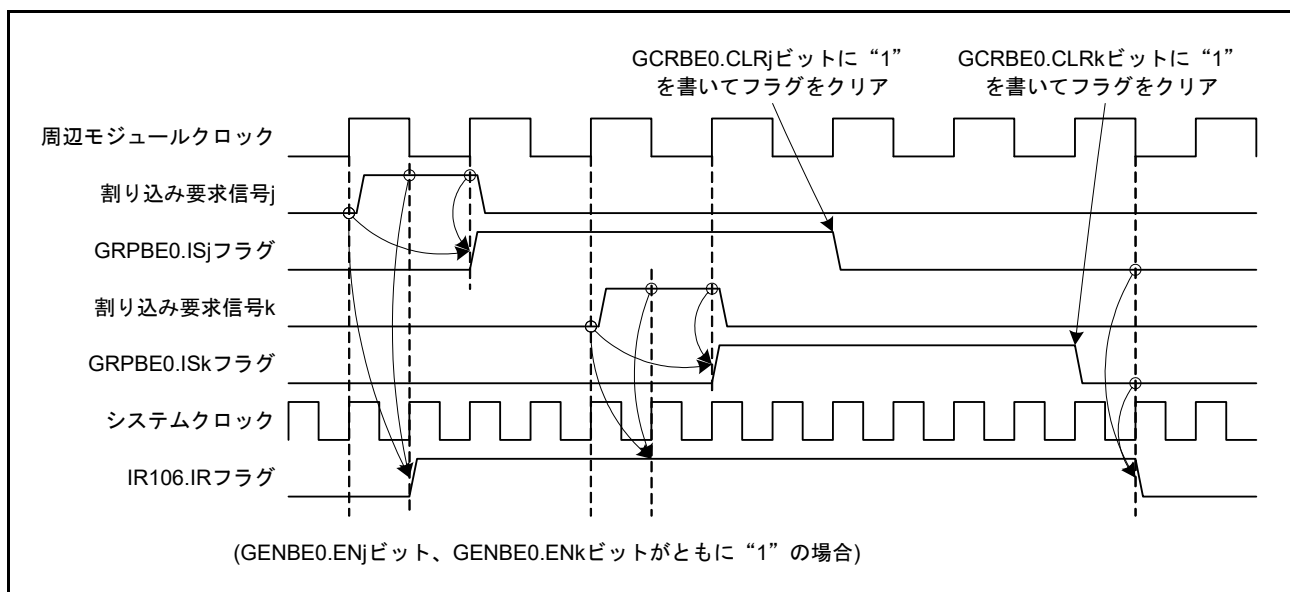 GCRBE0.CLRjビットに“1”
を書いてフラグをクリア
GCRBE0.CLRkビットに“1”
を書いてフラグをクリア
周辺モジュールクロック
割り込み要求信号j
GRPBE0.ISjフラグ
割り込み要求信号k
GRPBE0.ISkフラグ
システムクロック
IR106.IRフラグ
(GENBE0.ENjビット、GENBE0.ENkビットがともに“1”の場合)